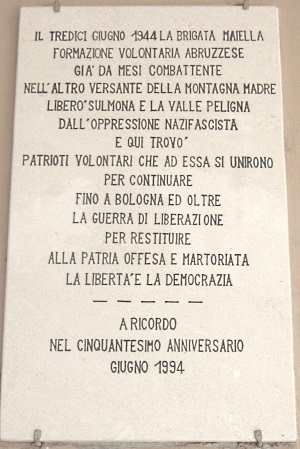 IL TREDICI GIUGNO 1944 LA BRIGATA MAIELLA
FORMAZIONE VOLONTARIA ABRUZZESE
GIA' DA MESI COMBATTENTE
NELL'ALTRO VERSANTE DELLA MONTAGNA MADRE
LIBERO' SULMONA E LA VALLE PELIGNA
DALL'OPPRESSIONE NAZIFASCISTA
E QUI TROVO'
PATRIOTI VOLONTARI CHE AD ESSA SI UNIRONO
PER CONTINUARE
FINO A BOLOGNA ED OLTRE
LA GUERRA DI LIBERAZIONE
PER RESTITUIRE
ALLA PATRIA OFFESA E MARTORIATA
LA LIBERTA' E LA DEMOCRAZIA
— — — — —
A RICORDO
NEL CINQUANTESIMO ANNIVERSARIO
GIUGNO 1994